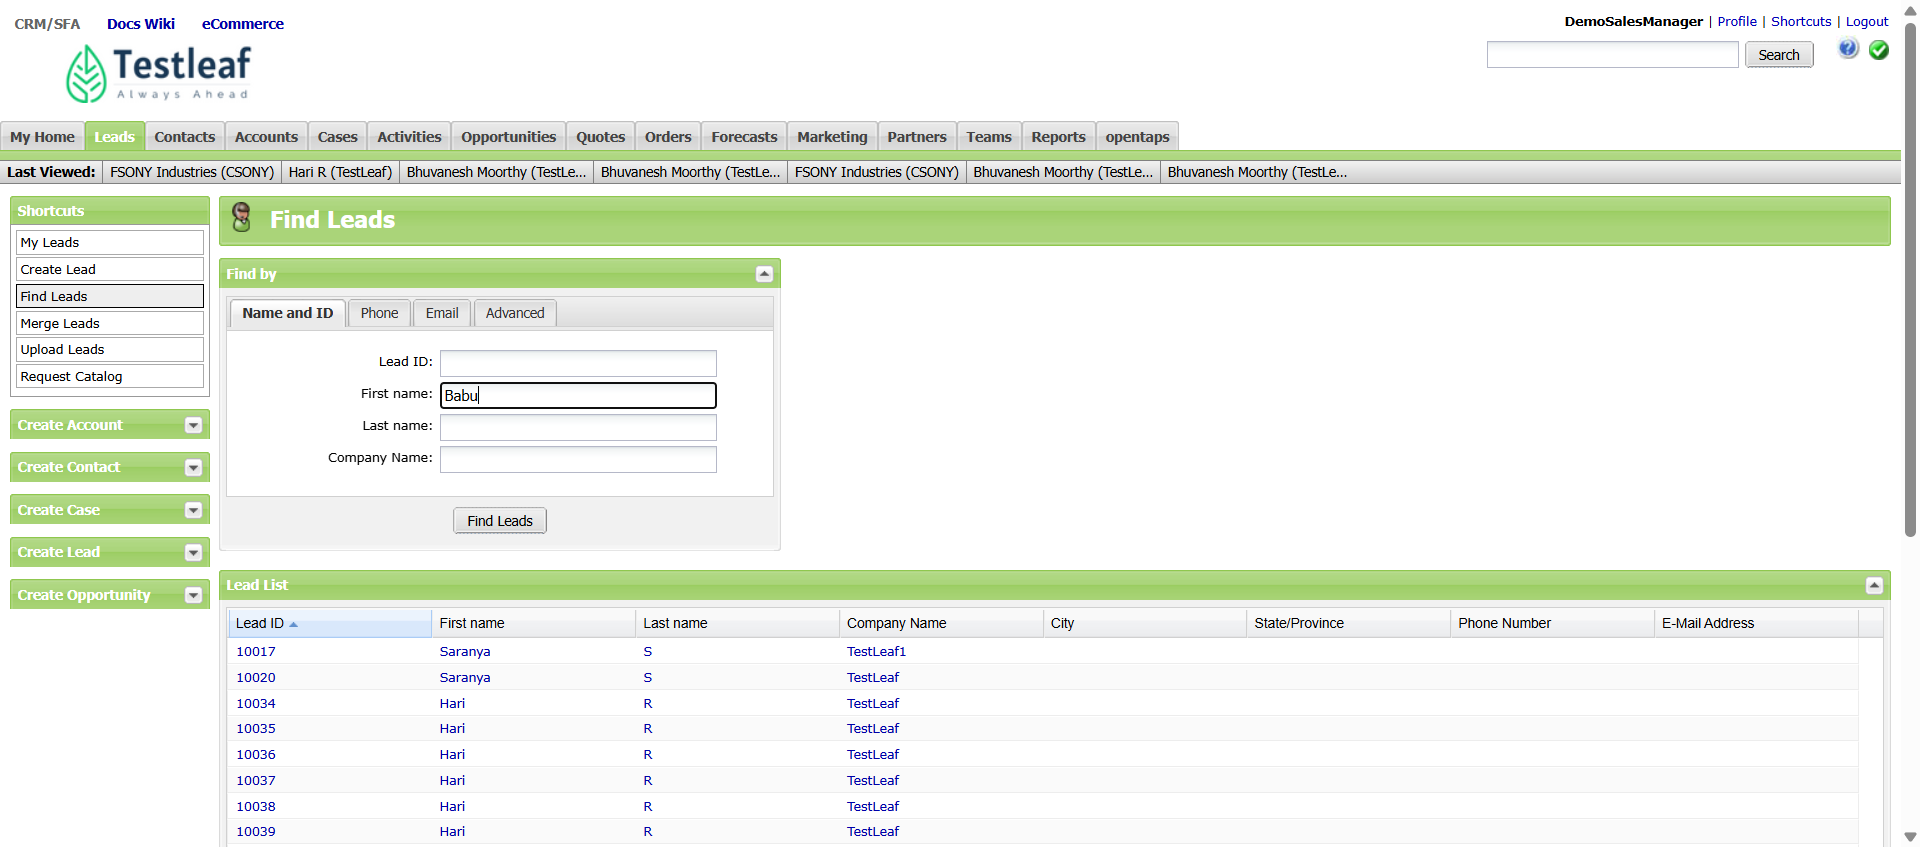 CRM/SFA Docs Wiki eCommerce
DemoSalesManager | Profile | Shortcuts | Logout
Search
Testleaf
Always Ahead
My Home Leads Contacts Accounts Cases Activities Opportunities Quotes Orders Forecasts Marketing Partners Teams Reports opentaps
Last Viewed: FSONY Industries (CSONY) Hari R (TestLeaf) Bhuvanesh Moorthy (TestLe... Bhuvanesh Moorthy (TestLe... FSONY Industries (CSONY) Bhuvanesh Moorthy (TestLe... Bhuvanesh Moorthy (TestLe...
Shortcuts
My Leads
Create Lead
Find Leads
Merge Leads
Upload Leads
Request Catalog
Create Account
Create Contact
Create Case
Create Lead
Create Opportunity
Find Leads
Find by
Name and ID Phone Email Advanced
Lead ID:
First name: Babu
Last name:
Company Name:
Find Leads
Lead List
Lead ID First name Last name Company Name City State/Province Phone Number E-Mail Address
10017 Saranya S TestLeaf1
10020 Saranya S TestLeaf
10034 Hari R TestLeaf
10035 Hari R TestLeaf
10036 Hari R TestLeaf
10037 Hari R TestLeaf
10038 Hari R TestLeaf
10039 Hari R TestLeaf